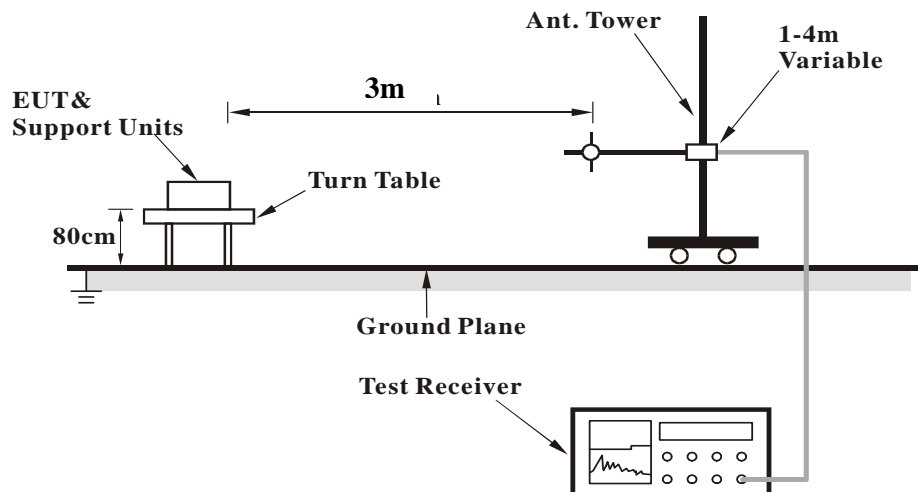 Ant. Tower
1-4m
Variable
3m
EUT&
Support Units
Turn Table
80cm
Ground Plane
Test Receiver